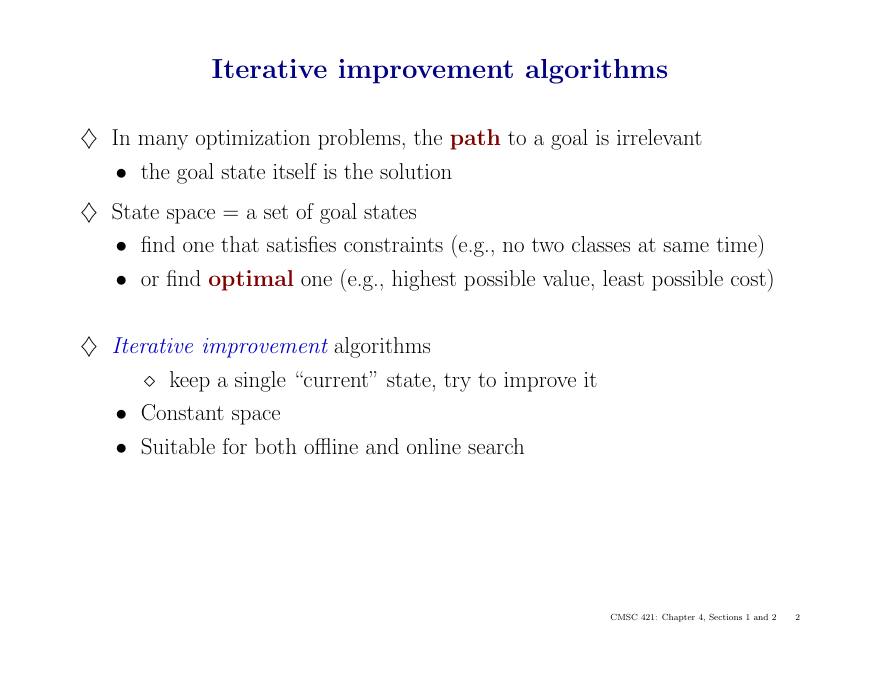 Iterative improvement algorithms
♢ In many optimization problems, the path to a goal is irrelevant
• the goal state itself is the solution
♢ State space = a set of goal states
• find one that satisfies constraints (e.g., no two classes at same time)
• or find optimal one (e.g., highest possible value, least possible cost)
♢ Iterative improvement algorithms
⋄ keep a single “current” state, try to improve it
• Constant space
• Suitable for both offline and online search
CMSC 421: Chapter 4, Sections 1 and 2 2